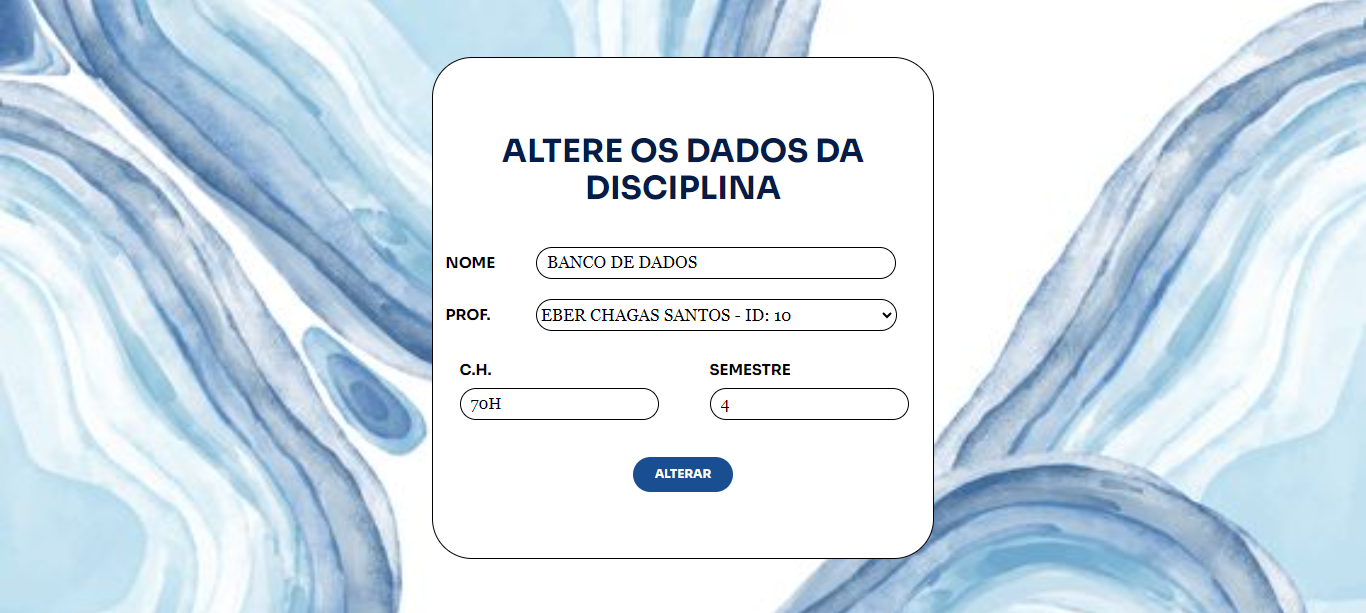 ALTERE OS DADOS DA
DISCIPLINA
NOME BANCO DE DADOS
PROF. EBER CHAGAS SANTOS - ID: 10
C.H. SEMESTRE
70H 4
ALTERAR